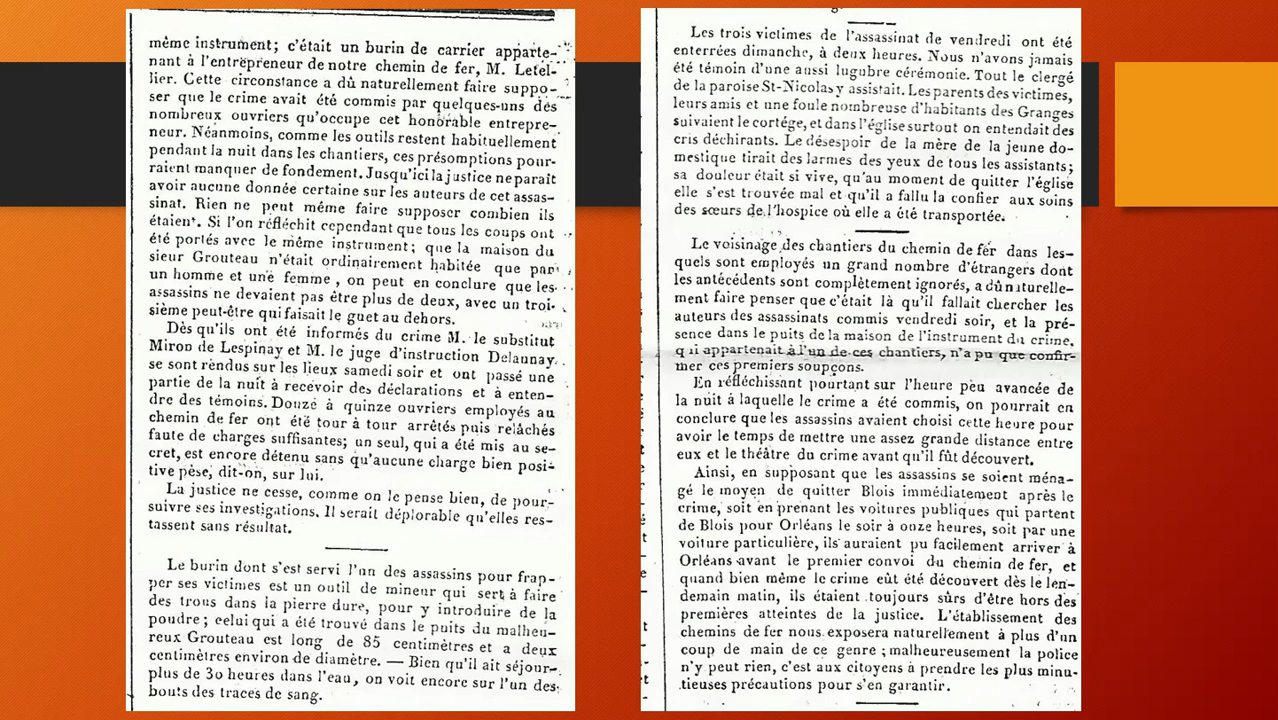 même instrument; c'était un burin de carrier apparte-
nant à l'entrepreneur de notre chemin de fer, M. Letel-
lier. Cette circonstance a dû naturellement faire suppo-
ser que le crime avait été commis par quelques-uns des
nombreux ouvriers qu'occupe cet honorable entrepre-
neur. Néanmoins, comme les outils restent habituellement
pendant la nuit dans les chantiers, ces présomptions pour-
raient manquer de fondement. Jusqu'ici la justice ne paraît
avoir aucune donnée certaine sur les auteurs de cet assas-
sinat. Rien ne peut même faire supposer combien ils
étaient. Si l'on réfléchit cependant que tous les coups ont
été portés avec le même instrument; que la maison du
sieur Grouteau n'était ordinairement habitée que par
un homme et une femme, on peut en conclure que les
assassins ne devaient pas être plus de deux, avec un troi-
sième peut-être qui faisait le guet au dehors.
Dès qu'ils ont été informés du crime M. le substitut
Miron de Lespinay et M. le juge d'instruction Delaunay
se sont rendus sur les lieux samedi soir et ont passé une
partie de la nuit à recevoir des déclarations et à enten-
dre des témoins. Douze à quinze ouvriers employés au
chemin de fer ont été tour à tour arrêtés puis relâchés
faute de charges suffisantes; un seul, qui a été mis au se-
cret, est encore détenu sans qu'aucune charge bien posi-
tive pèse, dit-on, sur lui.
La justice ne cesse, comme on le pense bien, de pour-
suivre ses investigations. Il serait déplorable qu'elles res-
tassent sans résultat.
Le burin dont s'est servi l'un des assassins pour frap-
per ses victimes est un outil de mineur qui sert à faire
des trous dans la pierre dure, pour y introduire de la
poudre; celui qui a été trouvé dans le puits du malheu-
reux Grouteau est long de 85 centimètres et a deux
centimètres environ de diamètre. — Bien qu'il ait séjour-
plus de 30 heures dans l'eau, on voit encore sur l'un des
bouts des traces de sang.
Les trois victimes de l'assassinat de vendredi ont été
enterrées dimanche, à deux heures. Nous n'avons jamais
été témoin d'une aussi lugubre cérémonie. Tout le clergé
de la paroise St-Nicolas y assistait. Les parents des victimes,
leurs amis et une foule nombreuse d'habitants des Granges
suivaient le cortége, et dans l'église surtout on entendait des
cris déchirants. Le désespoir de la mère de la jeune do-
mestique tirait des larmes des yeux de tous les assistants;
sa douleur était si vive, qu'au moment de quitter l'église
elle s'est trouvée mal et qu'il a fallu la confier aux soins
des sœurs de l'hospice où elle a été transportée.
Le voisinage des chantiers du chemin de fer dans les-
quels sont employés un grand nombre d'étrangers dont
les antécédents sont complètement ignorés, a dû naturelle-
ment faire penser que c'était là qu'il fallait chercher les
auteurs des assassinats commis vendredi soir, et la pré-
sence dans le puits de la maison de l'instrument du crime,
qui appartenait à l'un de ces chantiers, n'a pu que confir-
mer ces premiers soupçons.
En réfléchissant pourtant sur l'heure peu avancée de
la nuit à laquelle le crime a été commis, on pourrait en
conclure que les assassins avaient choisi cette heure pour
avoir le temps de mettre une assez grande distance entre
eux et le théâtre du crime avant qu'il fût découvert.
Ainsi, en supposant que les assassins se soient ména-
gé le moyen de quitter Blois immédiatement après le
crime, soit en prenant les voitures publiques qui partent
de Blois pour Orléans le soir à onze heures, soit par une
voiture particulière, ils auraient pu facilement arriver à
Orléans avant le premier convoi du chemin de fer, et
quand bien même le crime eût été découvert dès le len-
demain matin, ils étaient toujours sûrs d'être hors des
premières atteintes de la justice. L'établissement des
chemins de fer nous exposera naturellement à plus d'un
coup de main de ce genre; malheureusement la police
n'y peut rien, c'est aux citoyens à prendre les plus minu-
tieuses précautions pour s'en garantir.